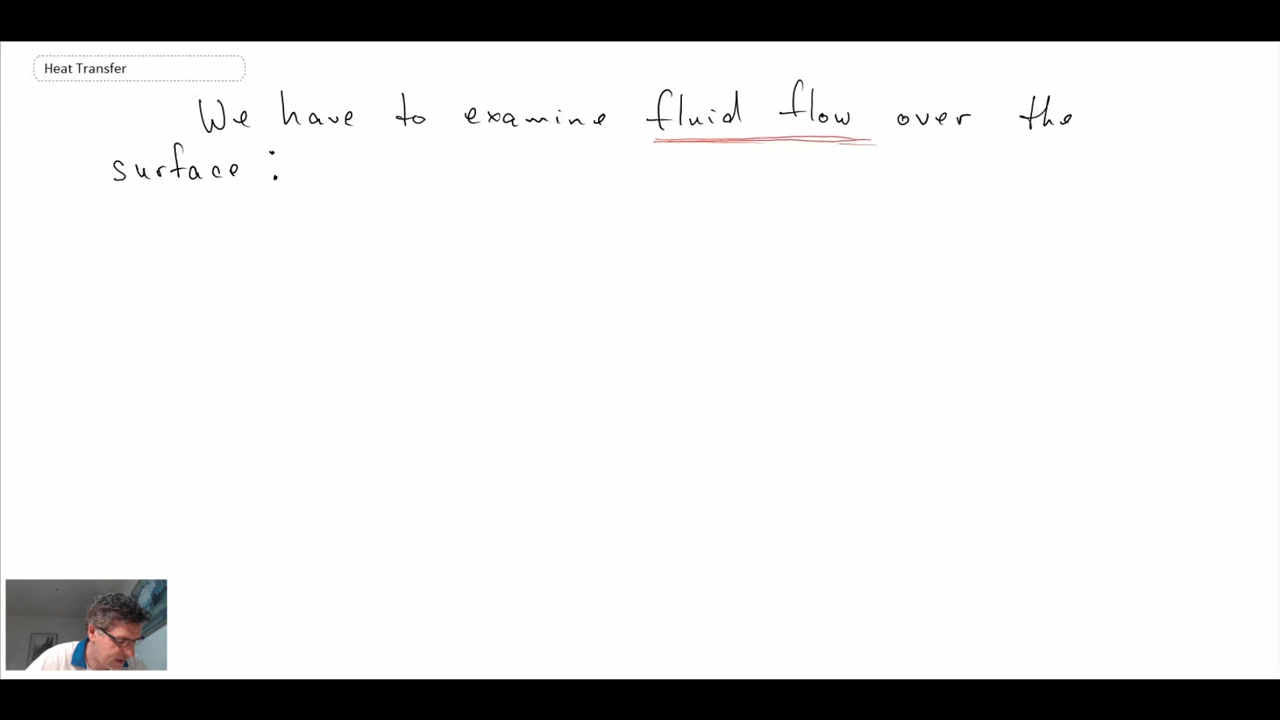 Heat Transfer
We have to examine fluid flow over the
surface :